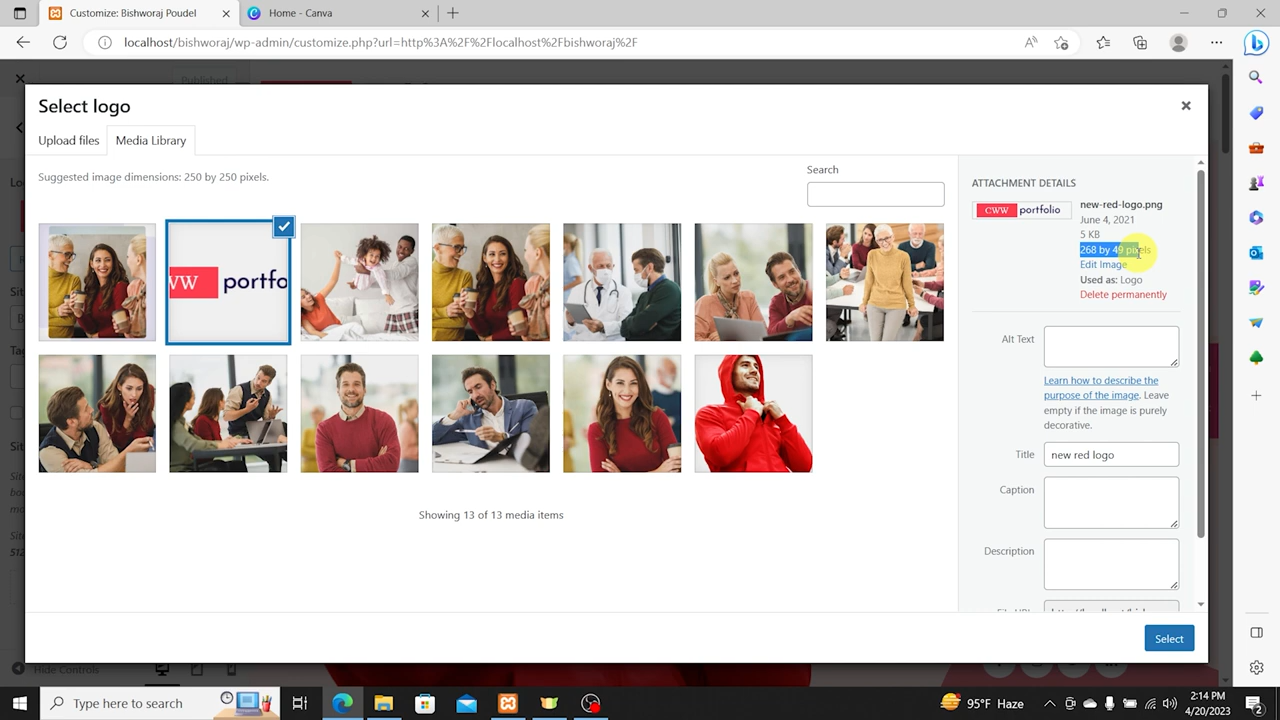 Customize: Bishworaj Poudel
Home - Canva
localhost/bishworaj/wp-admin/customize.php?url=http%3A%2F%2Flocalhost%2Fbishworaj%2F
Published
Select logo
Upload files
Media Library
Suggested image dimensions: 250 by 250 pixels.
Search
WW portfo
Showing 13 of 13 media items
ATTACHMENT DETAILS
CWW portfolio
new-red-logo.png
June 4, 2021
5 KB
268 by 49 pixels
Edit Image
Used as: Logo
Delete permanently
Alt Text
Learn how to describe the
purpose of the image. Leave
empty if the image is purely
decorative.
Title
new red logo
Caption
Description
Select
Hide Controls
Type here to search
95°F Haze
2:14 PM
4/20/2023
2